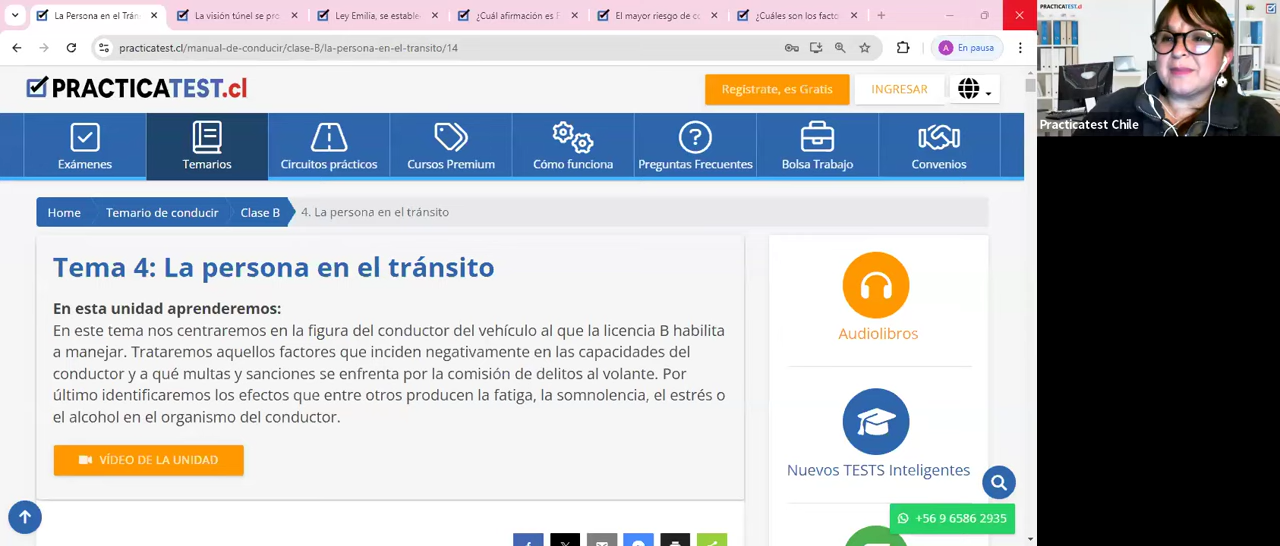 La Persona en el Trán
La visión túnel se pro
Ley Emilia, se estable
¿Cuál afirmación es
El mayor riesgo de c
¿Cuáles son los facto
practicatest.cl/manual-de-conducir/clase-B/la-persona-en-el-transito/14
A
En pausa
PRACTICATEST.cl
Practicatest Chile
PRACTICATEST.cl
Regístrate, es Gratis
INGRESAR
Exámenes
Temarios
Circuitos prácticos
Cursos Premium
Cómo funciona
Preguntas Frecuentes
Bolsa Trabajo
Convenios
Home
Temario de conducir
Clase B
4. La persona en el tránsito
Tema 4: La persona en el tránsito
En esta unidad aprenderemos:
En este tema nos centraremos en la figura del conductor del vehículo al que la licencia B habilita
a manejar. Trataremos aquellos factores que inciden negativamente en las capacidades del
conductor y a qué multas y sanciones se enfrenta por la comisión de delitos al volante. Por
último identificaremos los efectos que entre otros producen la fatiga, la somnolencia, el estrés o
el alcohol en el organismo del conductor.
VÍDEO DE LA UNIDAD
Audiolibros
Nuevos TESTS Inteligentes
+56 9 6586 2935